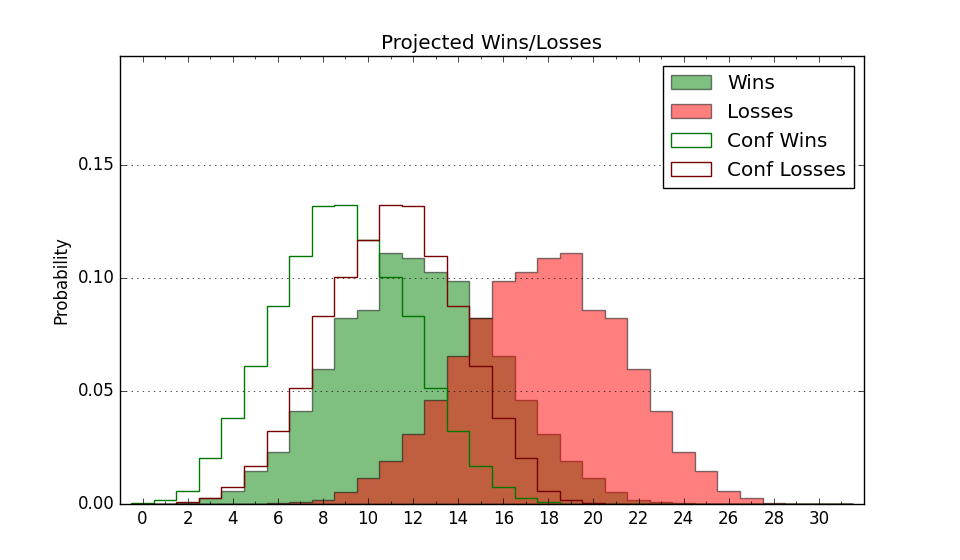 Projected Wins/Losses
Wins
Losses
Conf Wins
Conf Losses
Probability
0.15
0.10
0.05
0.00
0 2 4 6 8 10 12 14 16 18 20 22 24 26 28 30